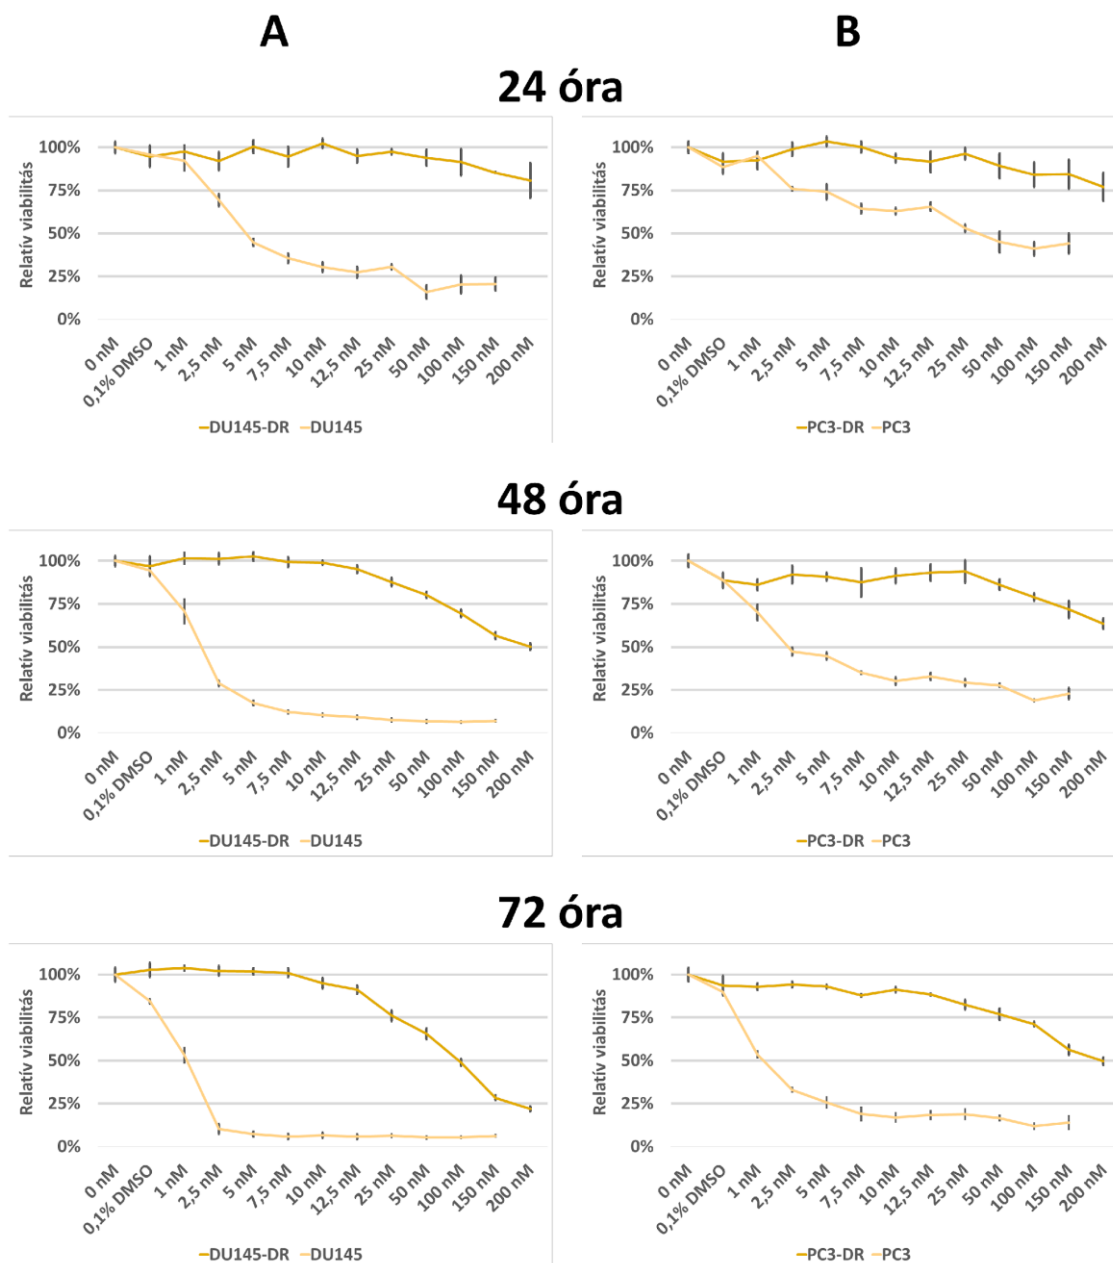 A
B
24 óra
Relatív viabilitás
100%
75%
50%
25%
0%
0 nM
0,1% DMSO
1 nM
2,5 nM
5 nM
7,5 nM
10 nM
12,5 nM
25 nM
50 nM
100 nM
150 nM
200 nM
DU145-DR DU145
Relatív viabilitás
100%
75%
50%
25%
0%
0 nM
0,1% DMSO
1 nM
2,5 nM
5 nM
7,5 nM
10 nM
12,5 nM
25 nM
50 nM
100 nM
150 nM
200 nM
PC3-DR PC3
48 óra
Relatív viabilitás
100%
75%
50%
25%
0%
0 nM
0,1% DMSO
1 nM
2,5 nM
5 nM
7,5 nM
10 nM
12,5 nM
25 nM
50 nM
100 nM
150 nM
200 nM
DU145-DR DU145
Relatív viabilitás
100%
75%
50%
25%
0%
0 nM
0,1% DMSO
1 nM
2,5 nM
5 nM
7,5 nM
10 nM
12,5 nM
25 nM
50 nM
100 nM
150 nM
200 nM
PC3-DR PC3
72 óra
Relatív viabilitás
100%
75%
50%
25%
0%
0 nM
0,1% DMSO
1 nM
2,5 nM
5 nM
7,5 nM
10 nM
12,5 nM
25 nM
50 nM
100 nM
150 nM
200 nM
DU145-DR DU145
Relatív viabilitás
100%
75%
50%
25%
0%
0 nM
0,1% DMSO
1 nM
2,5 nM
5 nM
7,5 nM
10 nM
12,5 nM
25 nM
50 nM
100 nM
150 nM
200 nM
PC3-DR PC3